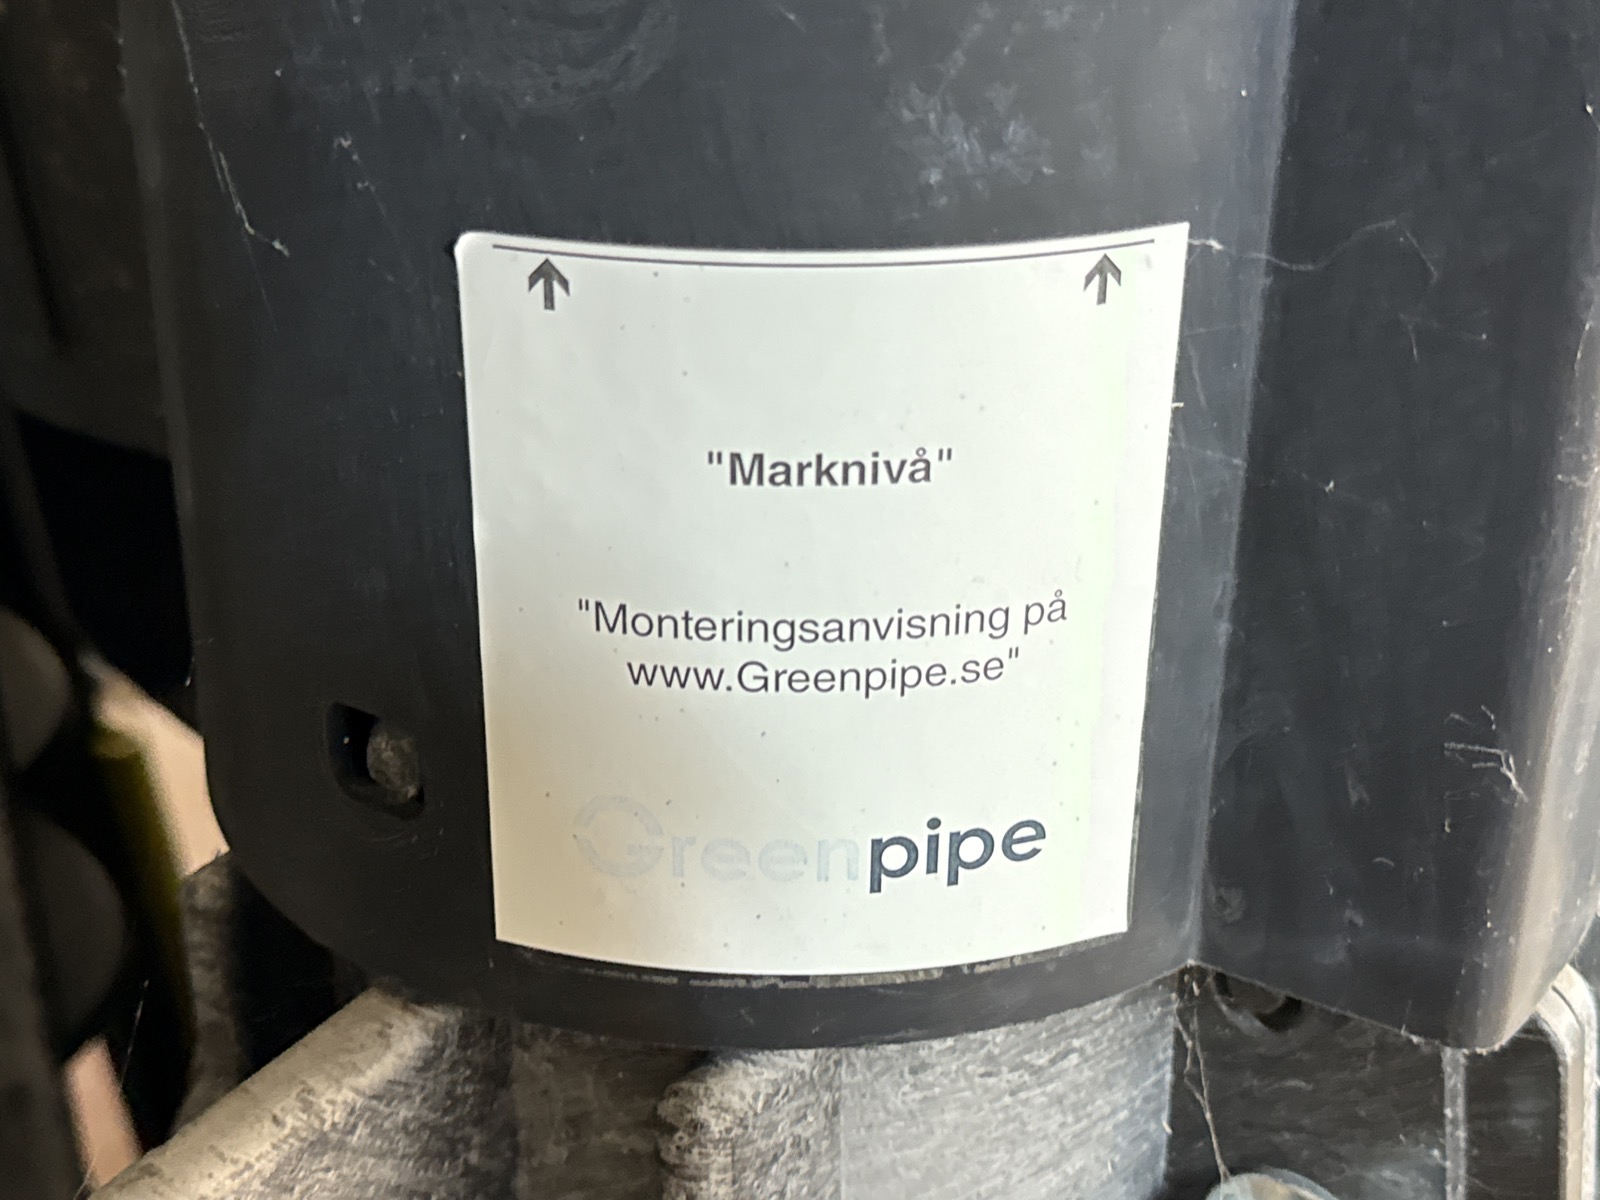 "Marknivå"
"Monteringsanvisning på
www.Greenpipe.se"
Greenpipe